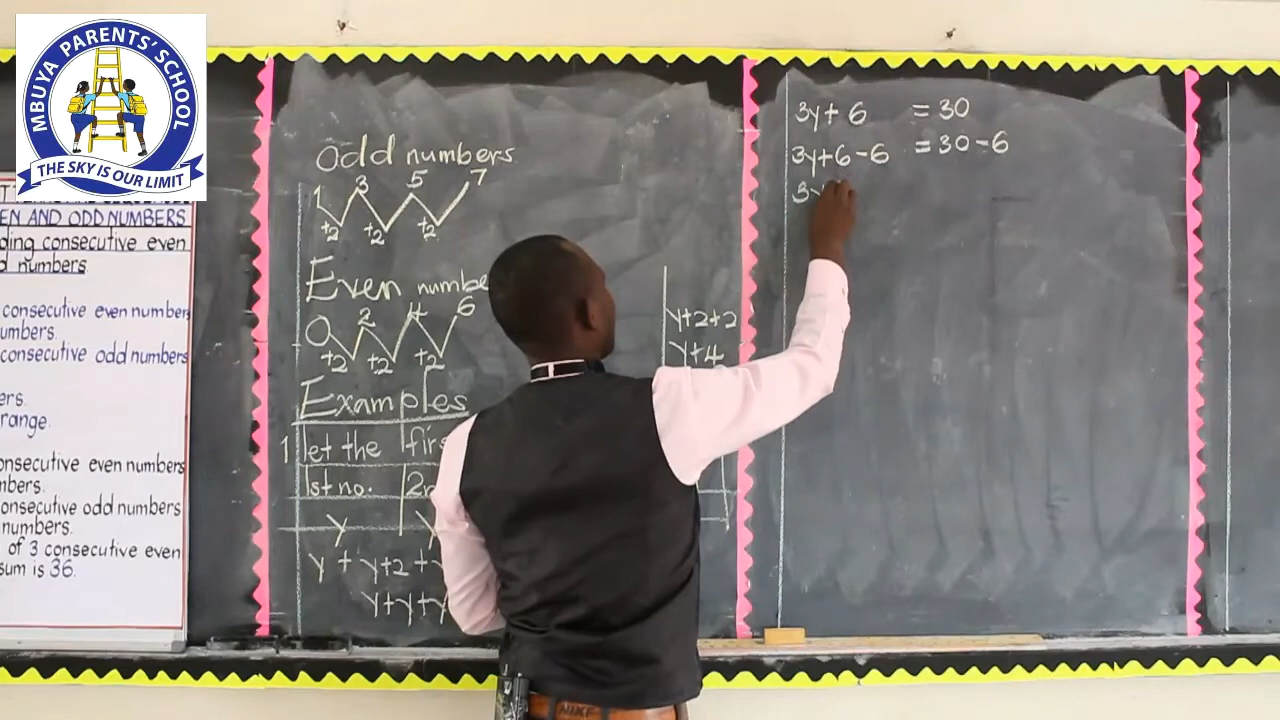 MBUYA PARENTS' SCHOOL
THE SKY IS OUR LIMIT
EN AND ODD NUMBERS
ding consecutive even
d numbers
consecutive even number
umbers.
consecutive odd numbers
ers.
range.
onsecutive even numbers
mbers.
onsecutive odd numbers
numbers.
of 3 consecutive even
sum is 36.
Odd numbers
1 3 5 7
+2 +2 +2
Even numbe
0 2 4 6
+2 +2 +2
Examples
1 let the firs
1st no. 2n
y y
y + y+2 +
y+y+y
y+2+2
y+4
3y+6 = 30
3y+6-6 = 30-6
3y
NIKE